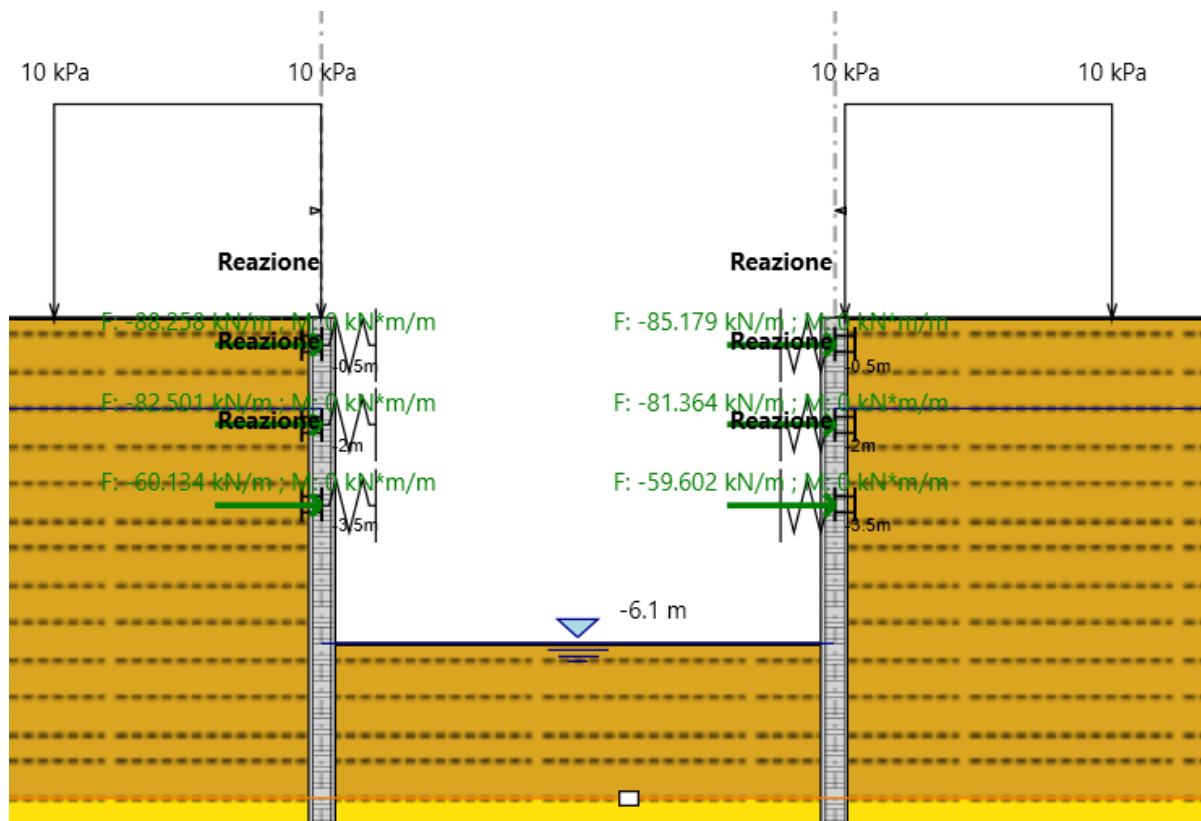 10 kPa 10 kPa 10 kPa 10 kPa
Reazione Reazione
F: -88.258 kN/m ; M: 0 kN*m/m F: -85.179 kN/m ; M: 0 kN*m/m
Reazione Reazione
-0.5m -0.5m
F: -82.501 kN/m ; M: 0 kN*m/m F: -81.364 kN/m ; M: 0 kN*m/m
Reazione Reazione
-2m -2m
F: -60.134 kN/m ; M: 0 kN*m/m F: -59.602 kN/m ; M: 0 kN*m/m
-3.5m -3.5m
-6.1 m